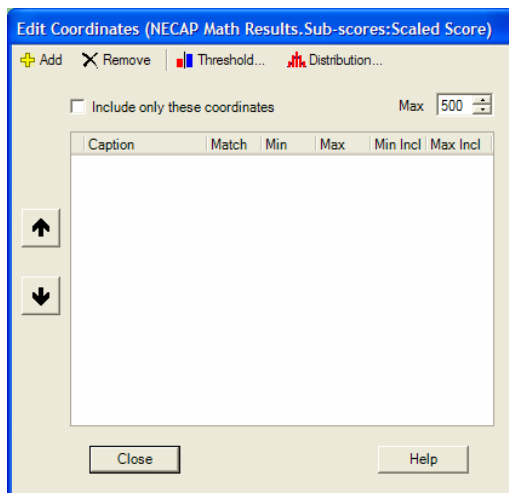 Edit Coordinates (NECAP Math Results.Sub-scores:Scaled Score)
Add Remove Threshold... Distribution...
Include only these coordinates Max 500
Caption Match Min Max Min Incl Max Incl
Close Help